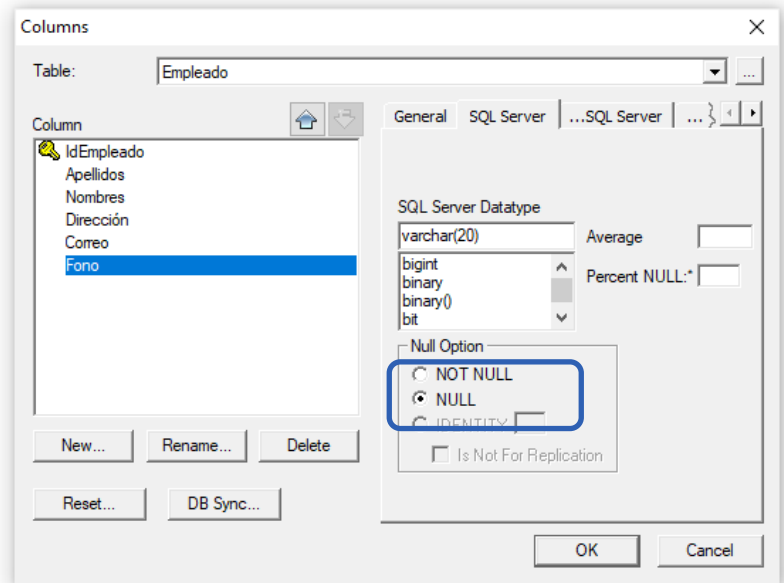 Columns
Table:
Empleado
...
Column
IdEmpleado
Apellidos
Nombres
Dirección
Correo
Fono
New...
Rename...
Delete
Reset...
DB Sync...
General
SQL Server
...SQL Server
...
SQL Server Datatype
varchar(20)
bigint
binary
binary()
bit
Average
Percent NULL:*
Null Option
NOT NULL
NULL
IDENTITY
Is Not For Replication
OK
Cancel